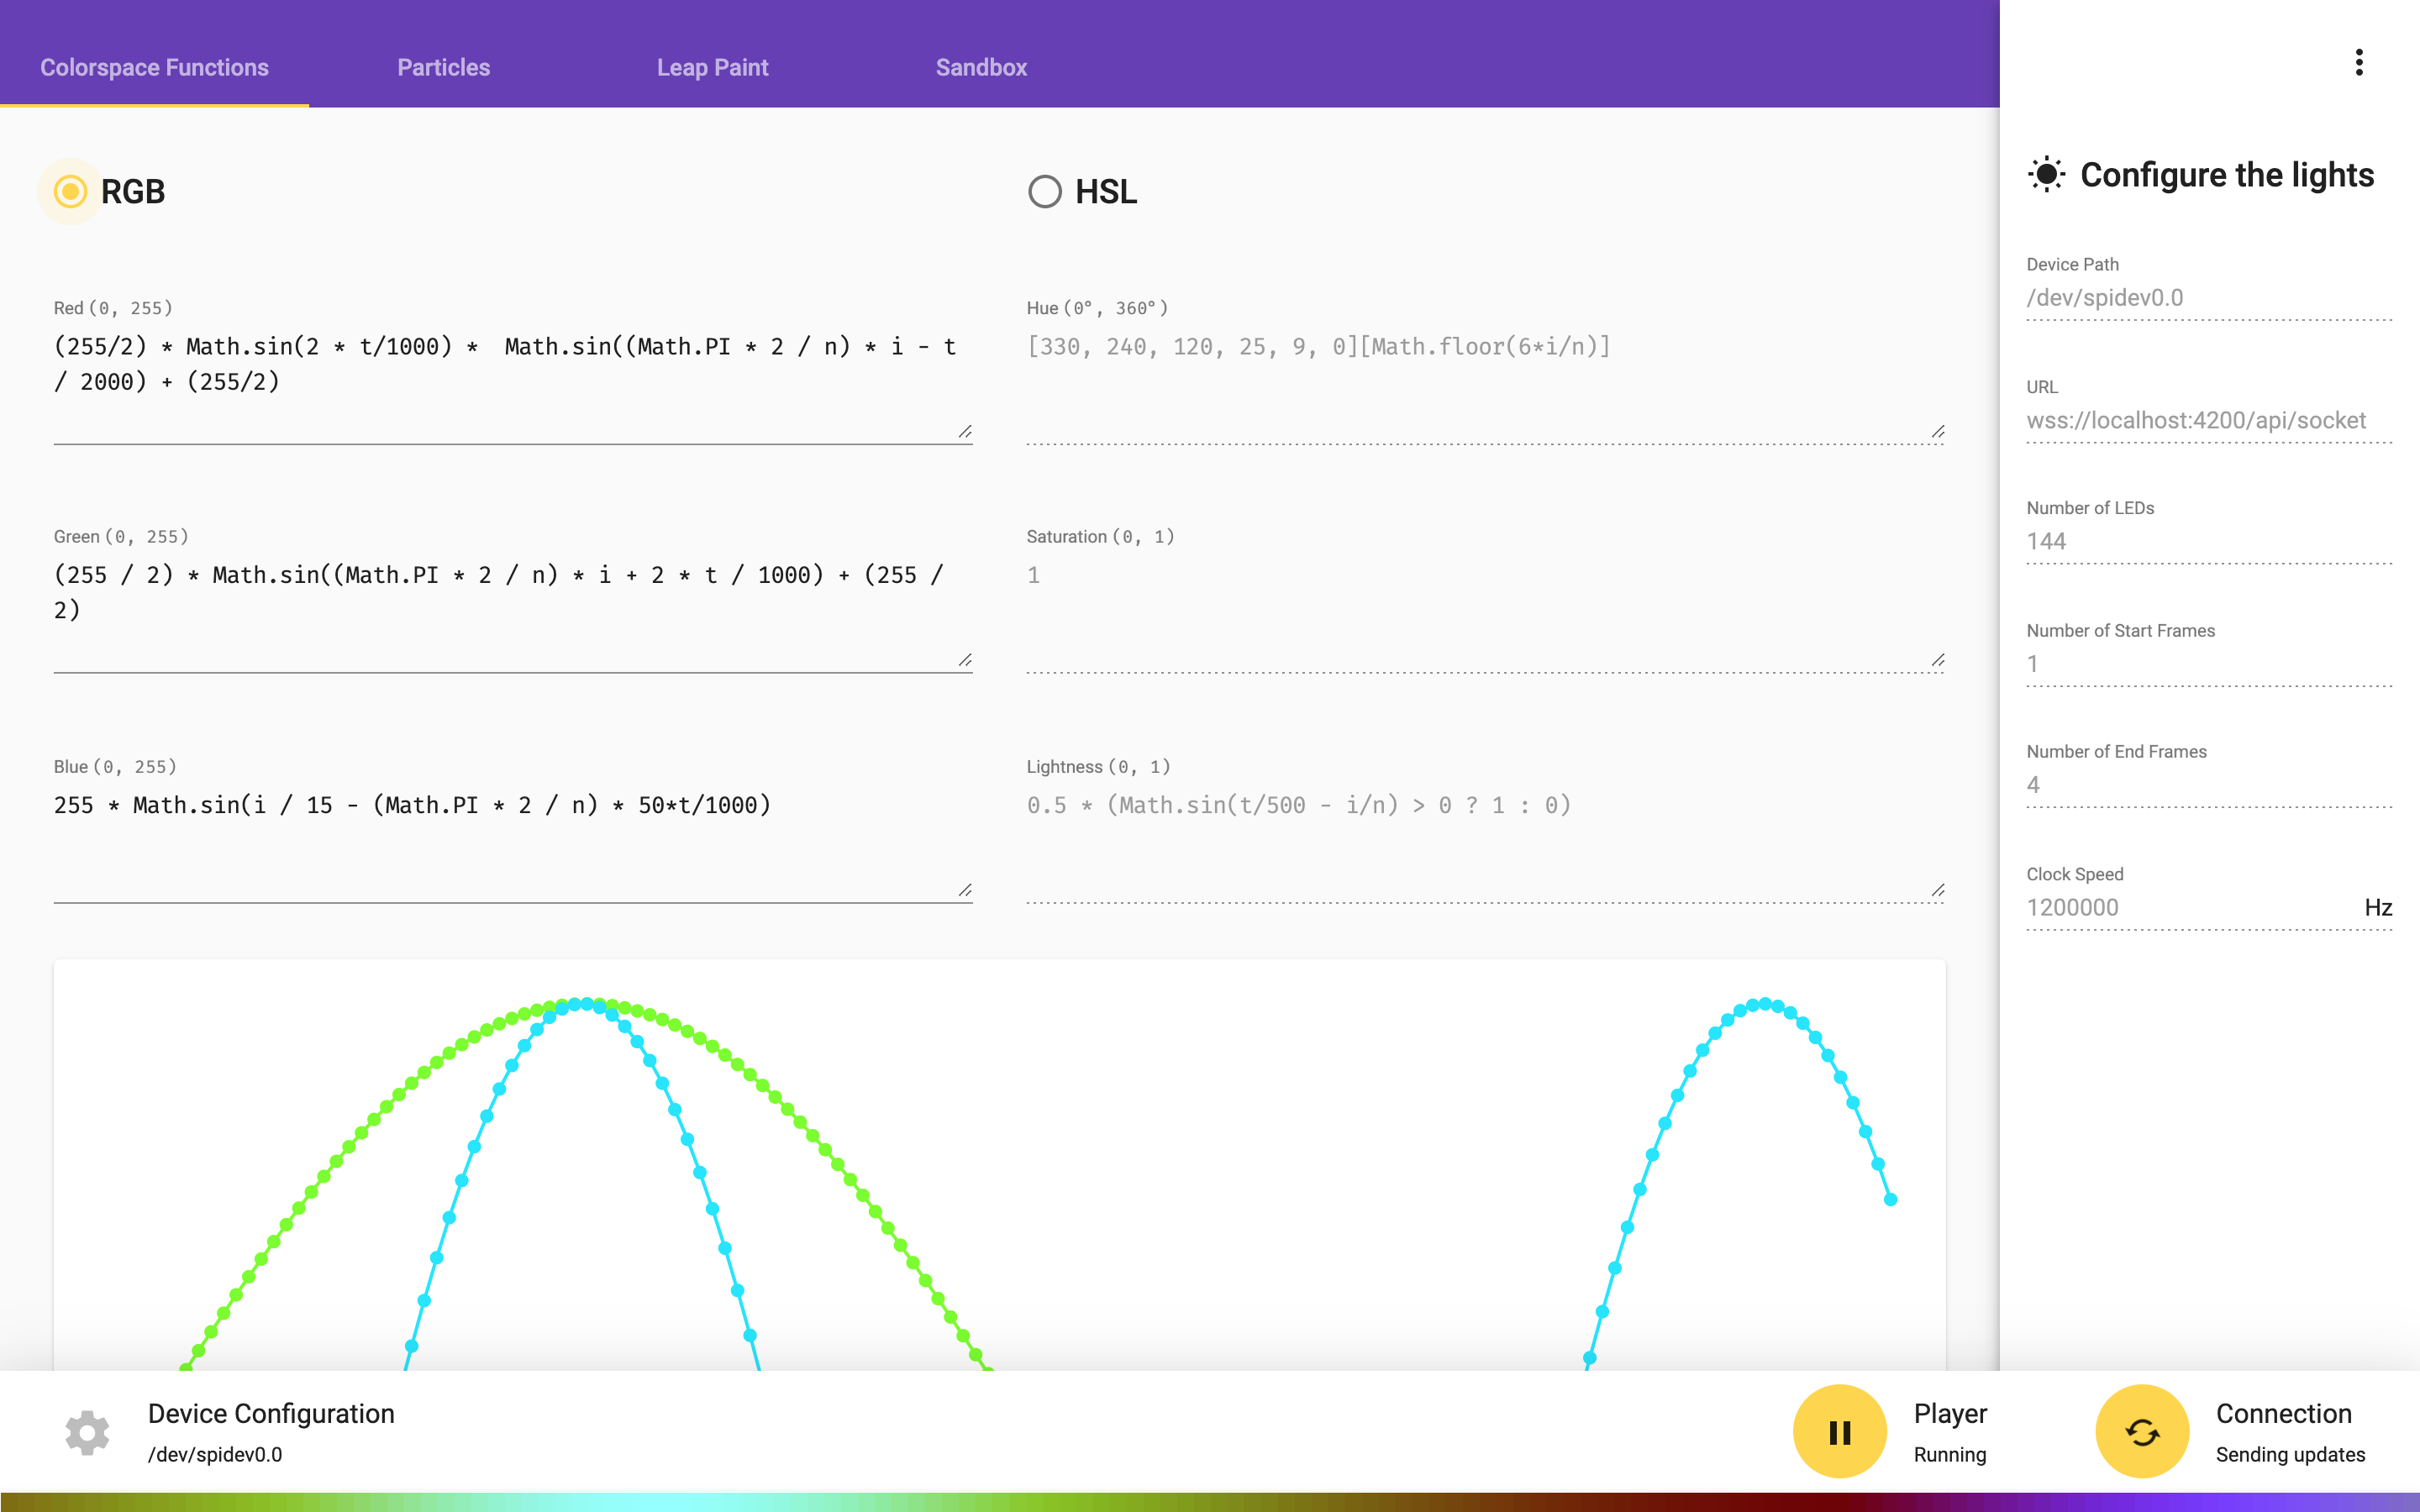 Colorspace Functions
Particles
Leap Paint
Sandbox
RGB
Red (0, 255)
(255/2) * Math.sin(2 * t/1000) *  Math.sin((Math.PI * 2 / n) * i - t
/ 2000) + (255/2)
Green (0, 255)
(255 / 2) * Math.sin((Math.PI * 2 / n) * i + 2 * t / 1000) + (255 /
2)
Blue (0, 255)
255 * Math.sin(i / 15 - (Math.PI * 2 / n) * 50*t/1000)
HSL
Hue (0°, 360°)
[330, 240, 120, 25, 9, 0][Math.floor(6*i/n)]
Saturation (0, 1)
1
Lightness (0, 1)
0.5 * (Math.sin(t/500 - i/n) > 0 ? 1 : 0)
Configure the lights
Device Path
/dev/spidev0.0
URL
wss://localhost:4200/api/socket
Number of LEDs
144
Number of Start Frames
1
Number of End Frames
4
Clock Speed
1200000 Hz
Device Configuration
/dev/spidev0.0
Player
Running
Connection
Sending updates